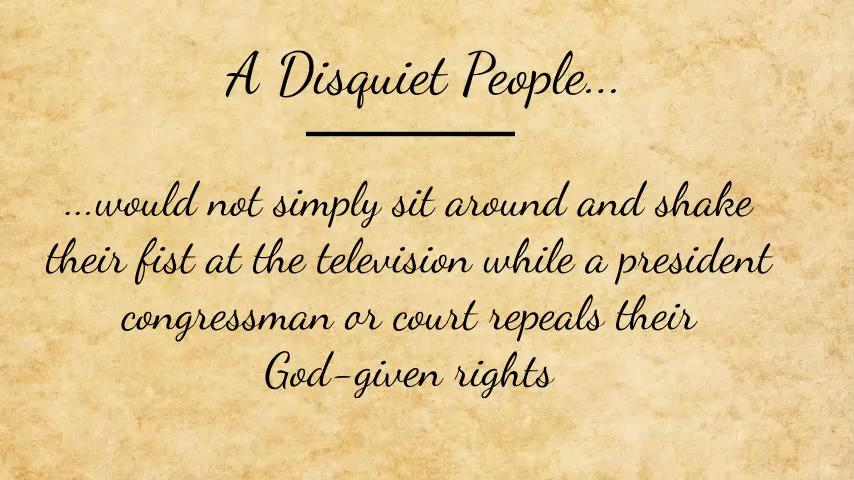 A Disquiet People...
...would not simply sit around and shake
their fist at the television while a president
congressman or court repeals their
God-given rights